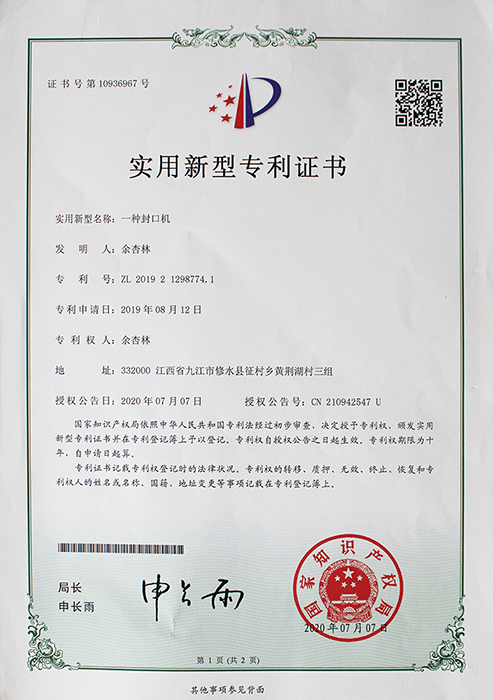 证书号第10936967号
实用新型专利证书
实用新型名称：一种封口机
发明人：余杏林
专利号：ZL 2019 2 1298774.1
专利申请日：2019年08月12日
专利权人：余杏林
地址：332000 江西省九江市修水县征村乡黄荆湖村三组
授权公告日：2020年07月07日 授权公告号：CN 210942547 U
国家知识产权局依照中华人民共和国专利法经过初步审查，决定授予专利权，颁发实用
新型专利证书并在专利登记簿上予以登记。专利权自授权公告之日起生效。专利权期限为十
年，自申请日起算。
专利证书记载专利权登记时的法律状况。专利权的转移、质押、无效、终止、恢复和专利
权人的姓名或名称、国籍、地址变更等事项记载在专利登记簿上。
局长
申长雨
申长雨
国家知识产权局
2020年07月07日
第1页(共2页)
其他事项参见背面